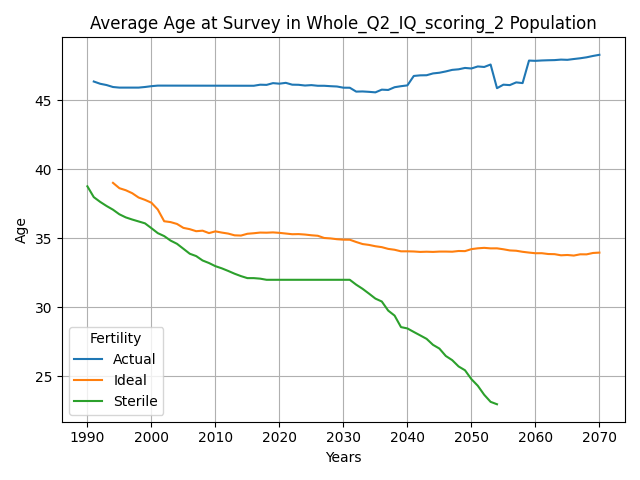 Average Age at Survey in Whole_Q2_IQ_scoring_2 Population
Age
45
40
35
30
25
Fertility
Actual
Ideal
Sterile
1990 2000 2010 2020 2030 2040 2050 2060 2070
Years